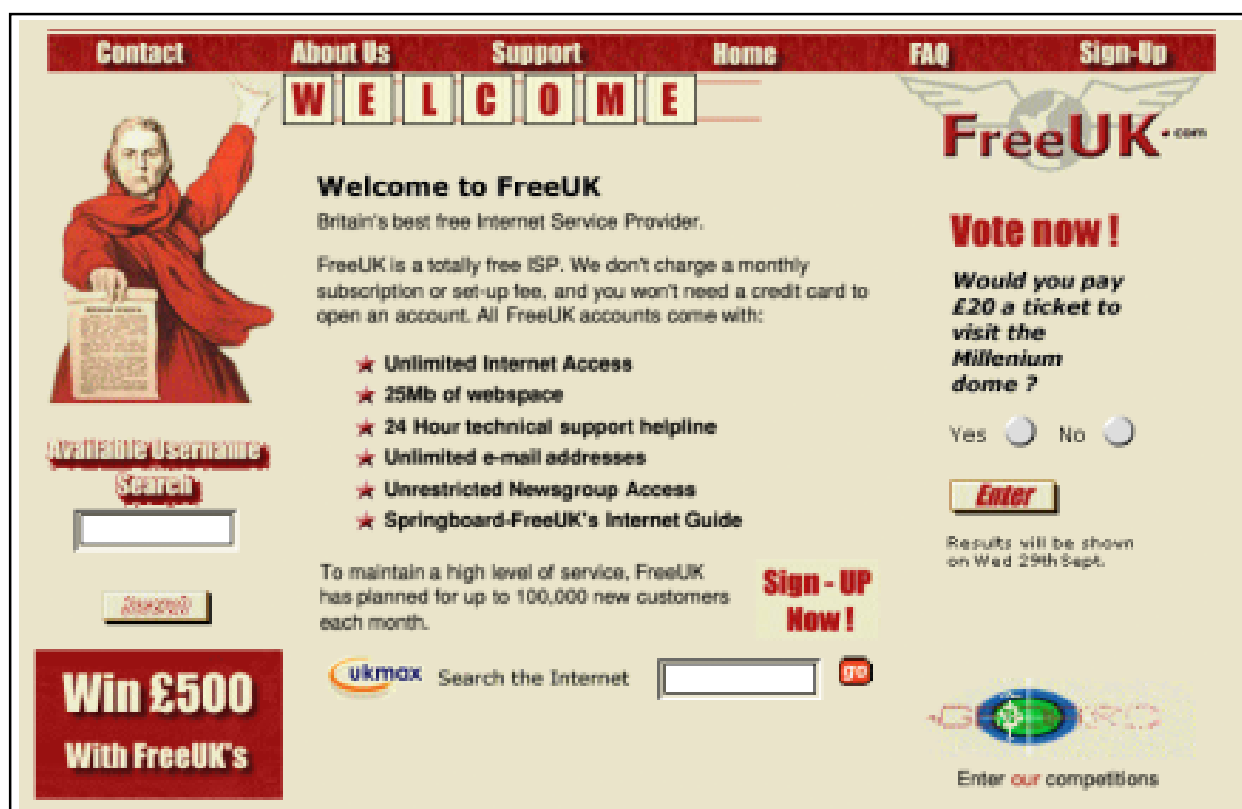 Contact About Us Support Home FAQ Sign-Up
WELCOME
FreeUK.com
Welcome to FreeUK
Britain's best free Internet Service Provider.
FreeUK is a totally free ISP. We don't charge a monthly
subscription or set-up fee, and you won't need a credit card to
open an account. All FreeUK accounts come with:
Unlimited Internet Access
25Mb of webspace
24 Hour technical support helpline
Unlimited e-mail addresses
Unrestricted Newsgroup Access
Springboard-FreeUK's Internet Guide
To maintain a high level of service, FreeUK
has planned for up to 100,000 new customers
each month.
Sign - UP
Now !
ukmax Search the Internet go
Available Username
Search
Search
Win £500
With FreeUK's
Vote now !
Would you pay
£20 a ticket to
visit the
Millenium
dome ?
Yes No
Enter
Results will be shown
on Wed 29th Sept.
Enter our competitions